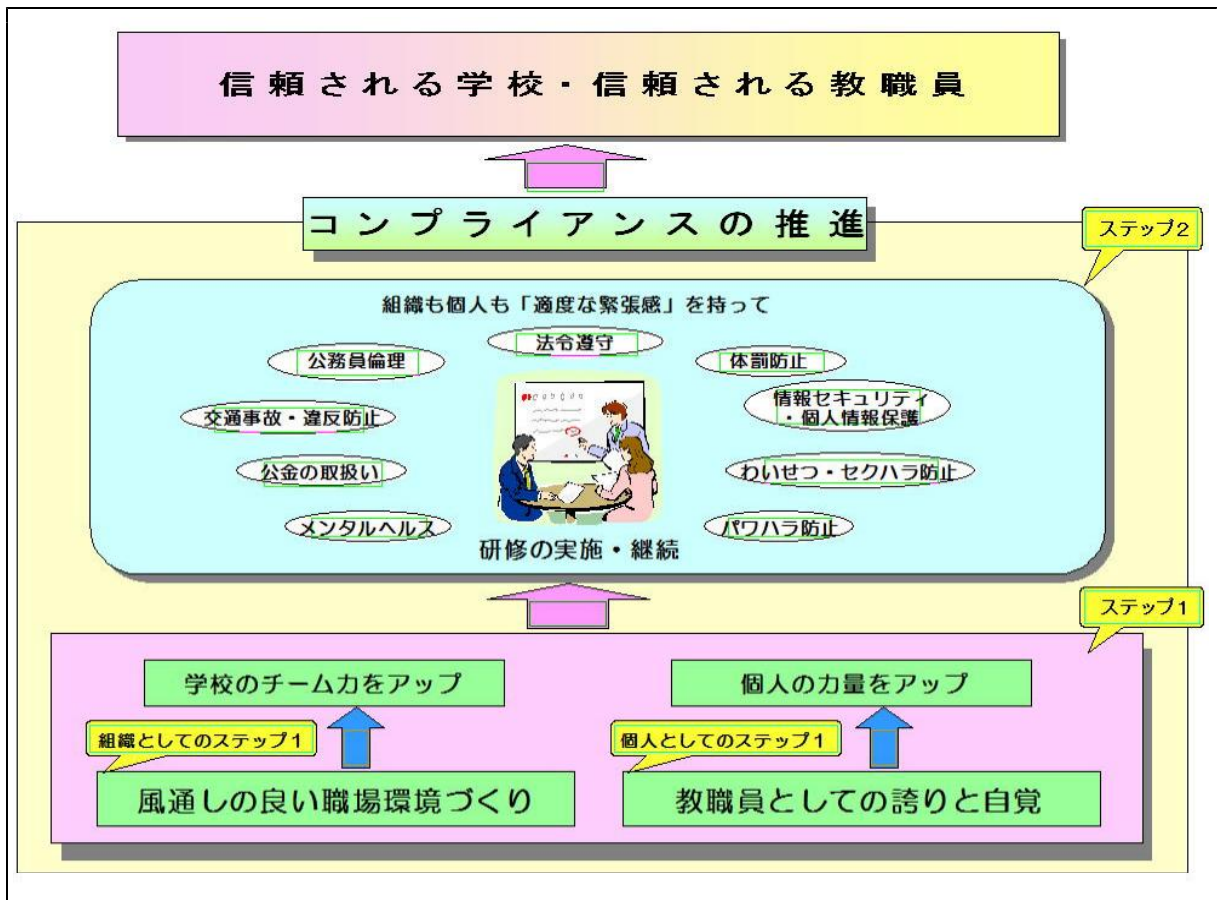 信頼される学校・信頼される教職員
コンプライアンスの推進
ステップ2
組織も個人も「適度な緊張感」を持って
法令遵守
公務員倫理
体罰防止
交通事故・違反防止
情報セキュリティ
・個人情報保護
公金の取扱い
わいせつ・セクハラ防止
メンタルヘルス
パワハラ防止
研修の実施・継続
ステップ1
学校のチーム力をアップ
個人の力量をアップ
組織としてのステップ1
個人としてのステップ1
風通しの良い職場環境づくり
教職員としての誇りと自覚